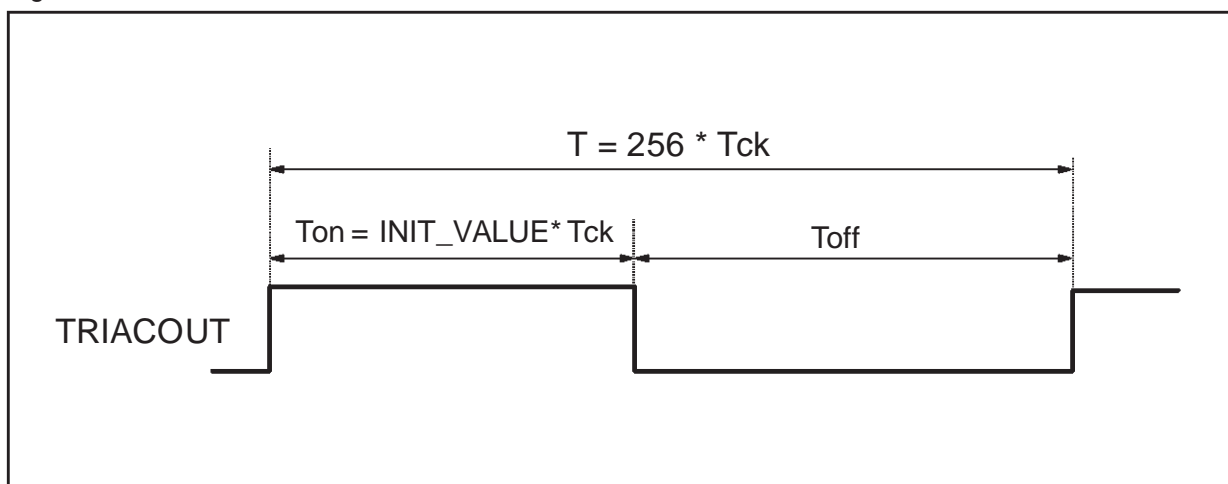 T = 256 * Tck
Ton = INIT_VALUE* Tck
Toff
TRIACOUT